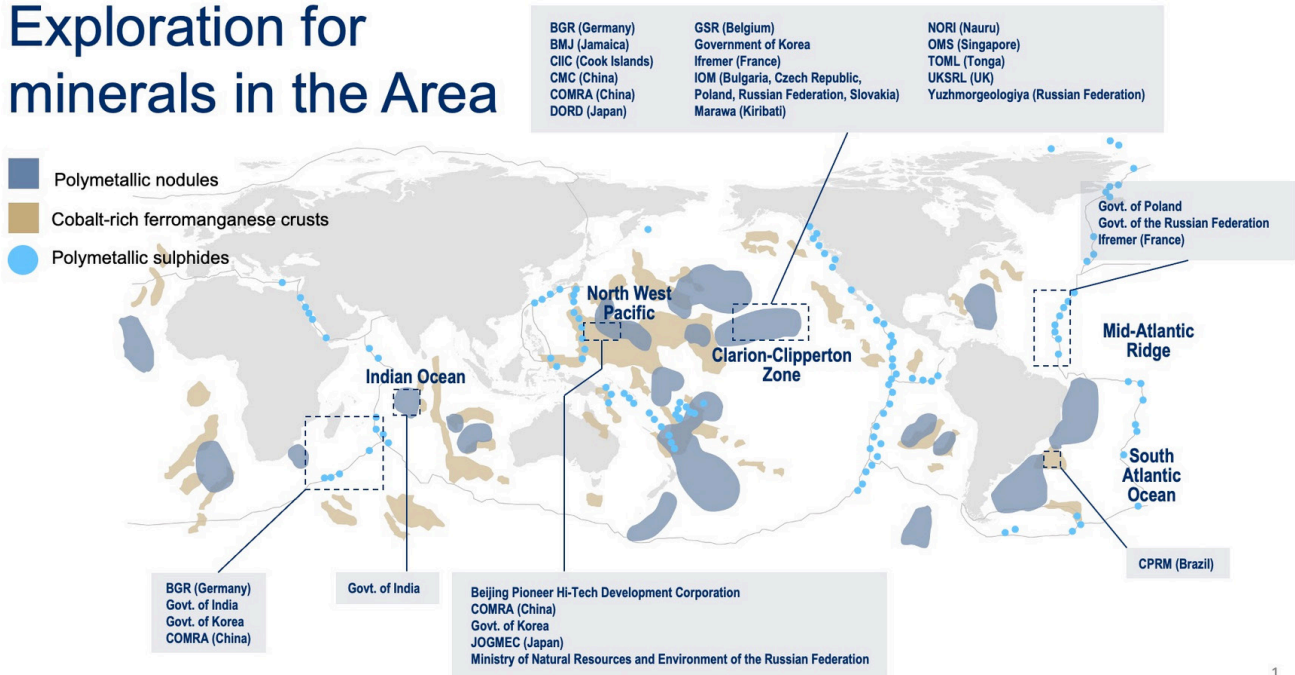 Exploration for
minerals in the Area
Polymetallic nodules
Cobalt-rich ferromanganese crusts
Polymetallic sulphides
BGR (Germany)
BMJ (Jamaica)
CIIC (Cook Islands)
CMC (China)
COMRA (China)
DORD (Japan)
GSR (Belgium)
Government of Korea
Ifremer (France)
IOM (Bulgaria, Czech Republic,
Poland, Russian Federation, Slovakia)
Marawa (Kiribati)
NORI (Nauru)
OMS (Singapore)
TOML (Tonga)
UKSRL (UK)
Yuzhmorgeologiya (Russian Federation)
Govt. of Poland
Govt. of the Russian Federation
Ifremer (France)
North West
Pacific
Clarion-Clipperton
Zone
Mid-Atlantic
Ridge
Indian Ocean
South
Atlantic
Ocean
BGR (Germany)
Govt. of India
Govt. of Korea
COMRA (China)
Govt. of India
Beijing Pioneer Hi-Tech Development Corporation
COMRA (China)
Govt. of Korea
JOGMEC (Japan)
Ministry of Natural Resources and Environment of the Russian Federation
CPRM (Brazil)
1